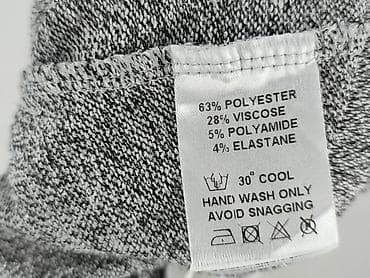 63% POLYESTER
28% VISCOSE
5% POLYAMIDE
4% ELASTANE
30° COOL
HAND WASH ONLY
AVOID SNAGGING